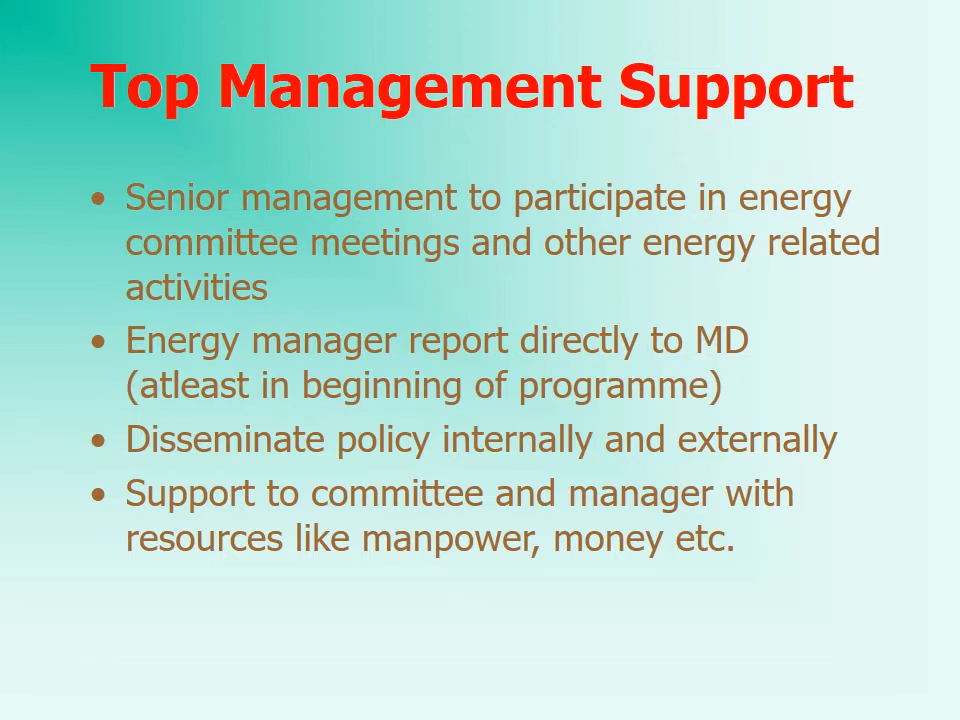 Top Management Support
• Senior management to participate in energy
committee meetings and other energy related
activities
• Energy manager report directly to MD
(atleast in beginning of programme)
• Disseminate policy internally and externally
• Support to committee and manager with
resources like manpower, money etc.